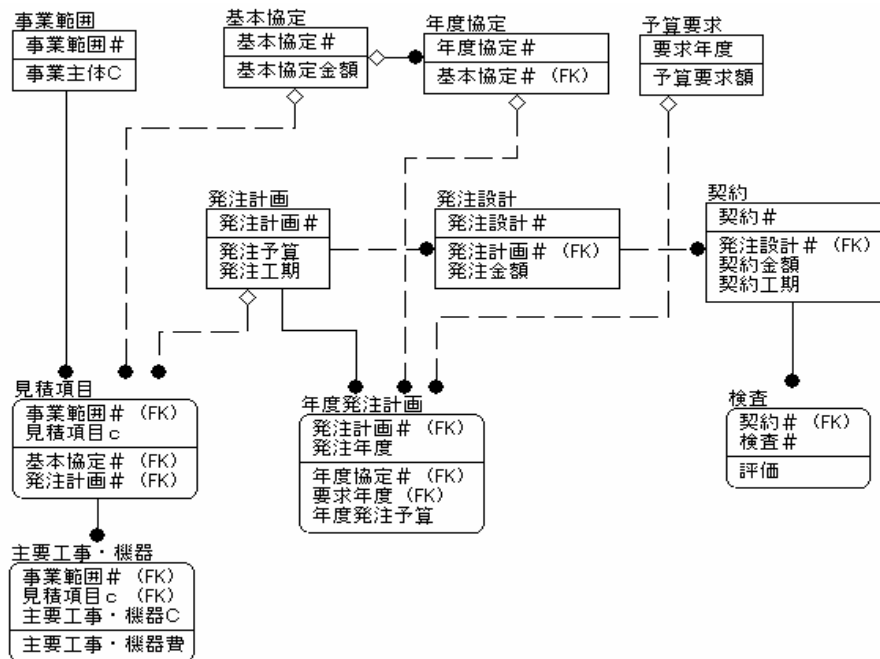 事業範囲
事業範囲#
事業主体C
基本協定
基本協定#
基本協定金額
年度協定
年度協定#
基本協定# (FK)
予算要求
要求年度
予算要求額
発注計画
発注計画#
発注予算
発注工期
発注設計
発注設計#
発注計画# (FK)
発注金額
契約
契約#
発注設計# (FK)
契約金額
契約工期
見積項目
事業範囲# (FK)
見積項目c
基本協定# (FK)
発注計画# (FK)
年度発注計画
発注計画# (FK)
発注年度
年度協定# (FK)
要求年度 (FK)
年度発注予算
検査
契約# (FK)
検査#
評価
主要工事・機器
事業範囲# (FK)
見積項目c (FK)
主要工事・機器C
主要工事・機器費